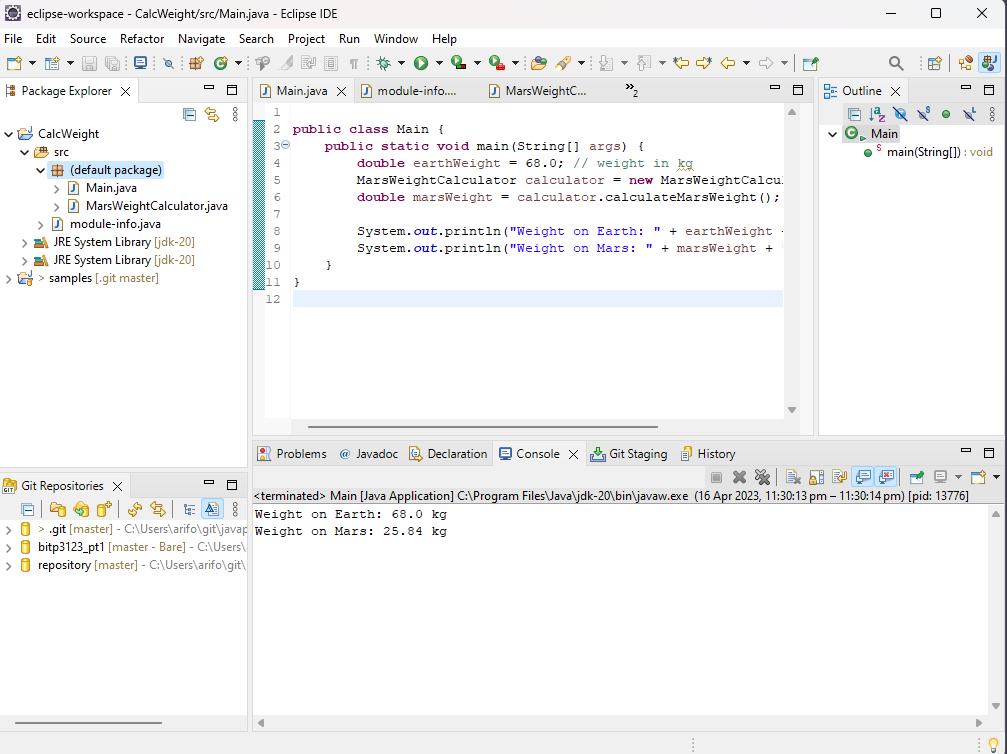 eclipse-workspace - CalcWeight/src/Main.java - Eclipse IDE
File Edit Source Refactor Navigate Search Project Run Window Help
Package Explorer
CalcWeight
src
(default package)
Main.java
MarsWeightCalculator.java
module-info.java
JRE System Library [jdk-20]
JRE System Library [jdk-20]
> samples [.git master]
Git Repositories
> .git [master] - C:\Users\arifo\git\javap
bitp3123_pt1 [master - Bare] - C:\Users\
repository [master] - C:\Users\arifo\git\
Main.java module-info.... MarsWeightC... »2
1
2 public class Main {
3 public static void main(String[] args) {
4 double earthWeight = 68.0; // weight in kg
5 MarsWeightCalculator calculator = new MarsWeightCalcul
6 double marsWeight = calculator.calculateMarsWeight();
7
8 System.out.println("Weight on Earth: " + earthWeight +
9 System.out.println("Weight on Mars: " + marsWeight + "
10 }
11 }
12
Outline
Main
main(String[]) : void
Problems @ Javadoc Declaration Console Git Staging History
<terminated> Main [Java Application] C:\Program Files\Java\jdk-20\bin\javaw.exe (16 Apr 2023, 11:30:13 pm – 11:30:14 pm) [pid: 13776]
Weight on Earth: 68.0 kg
Weight on Mars: 25.84 kg